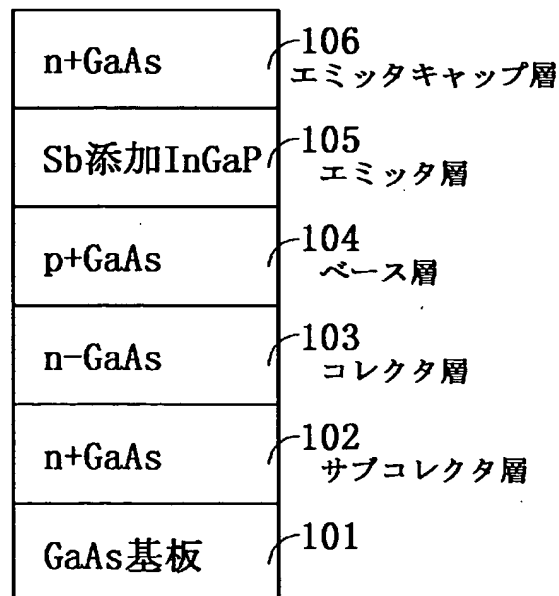 n+GaAs
106
エミッタキャップ層
Sb添加InGaP
105
エミッタ層
p+GaAs
104
ベース層
n-GaAs
103
コレクタ層
n+GaAs
102
サブコレクタ層
GaAs基板
101